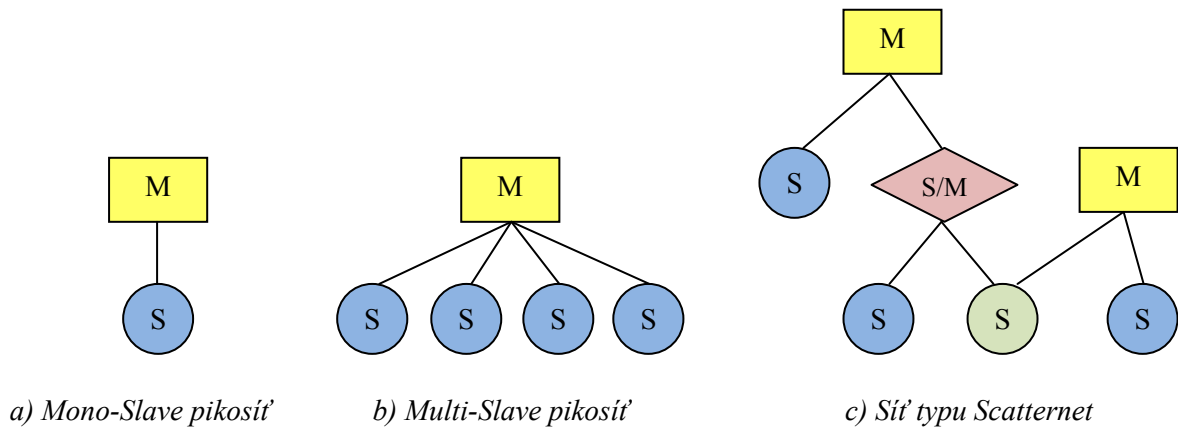 M
S
a) Mono-Slave pikosíť
M
S S S S
b) Multi-Slave pikosíť
M
S S/M M
S S S
c) Síť typu Scatternet